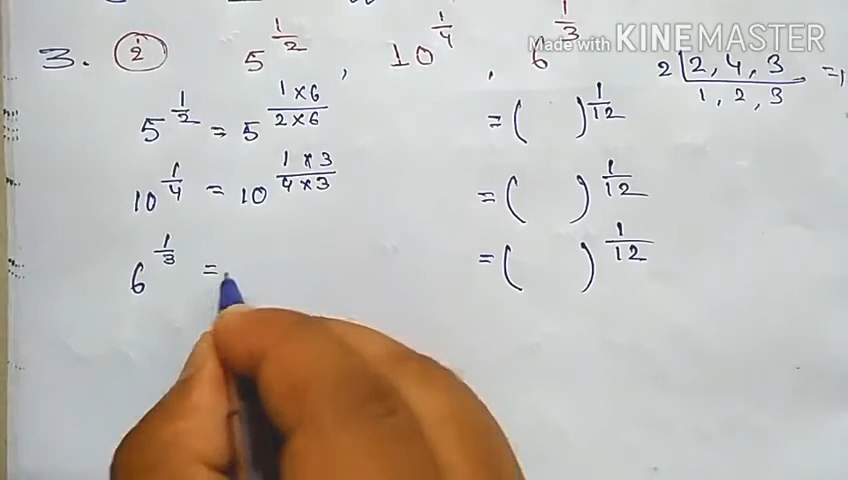 3. (2) 5^{1/2}, 10^{1/4}, 6^{1/3}
Made with KINEMASTER
2 | 2, 4, 3 = 1
1, 2, 3
5^{1/2} = 5^{1×6/2×6} = ( )^{1/12}
10^{1/4} = 10^{1×3/4×3} = ( )^{1/12}
6^{1/3} = = ( )^{1/12}